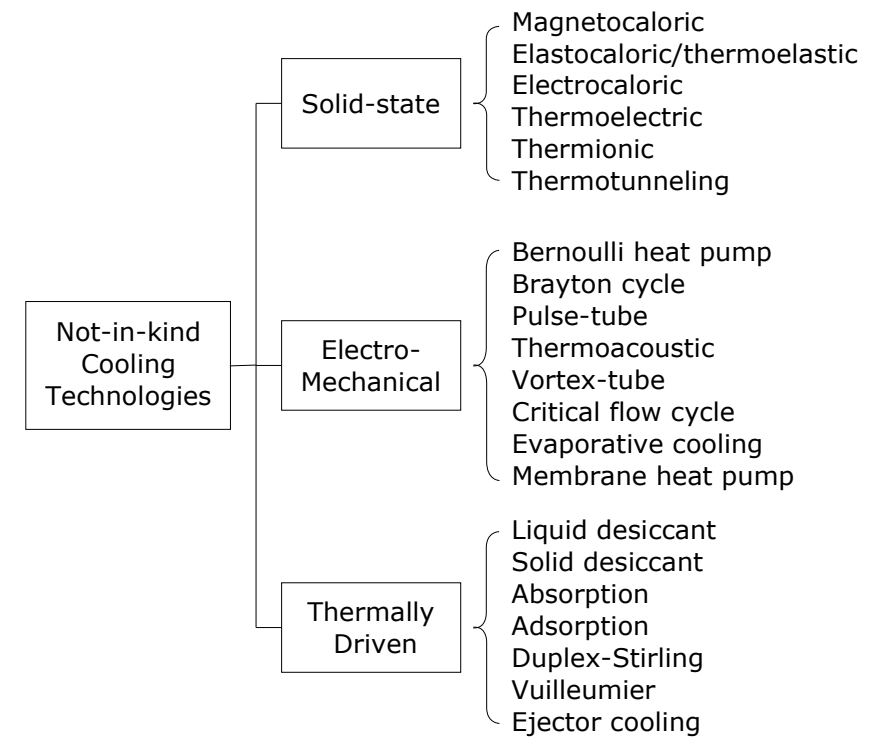 Not-in-kind
Cooling
Technologies
Solid-state
Magnetocaloric
Elastocaloric/thermoelastic
Electrocaloric
Thermoelectric
Thermionic
Thermotunneling
Electro-
Mechanical
Bernoulli heat pump
Brayton cycle
Pulse-tube
Thermoacoustic
Vortex-tube
Critical flow cycle
Evaporative cooling
Membrane heat pump
Thermally
Driven
Liquid desiccant
Solid desiccant
Absorption
Adsorption
Duplex-Stirling
Vuilleumier
Ejector cooling